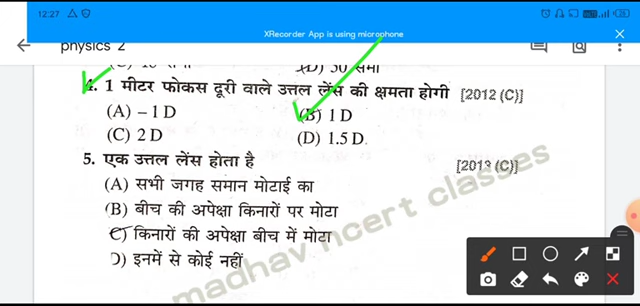 12:27
XRecorder App is using microphone
physics 2
(D) 30 सेमी
4. 1 मीटर फोकस दूरी वाले उत्तल लेंस की क्षमता होगी [2012 (C)]
(A) – 1 D (B) 1 D
(C) 2 D (D) 1.5 D.
5. एक उत्तल लेंस होता है [2013 (C)]
(A) सभी जगह समान मोटाई का
(B) बीच की अपेक्षा किनारों पर मोटा
(C) किनारों की अपेक्षा बीच में मोटा
D) इनमें से कोई नहीं
madhav ncert classes